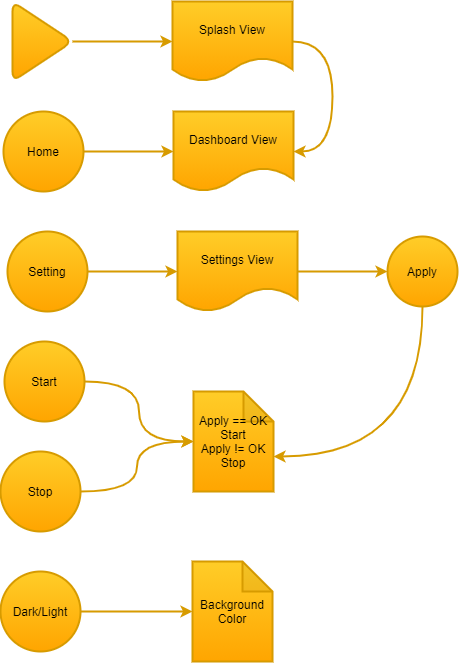 Splash View
Home
Dashboard View
Setting
Settings View
Apply
Start
Apply == OK
Start
Apply != OK
Stop
Stop
Dark/Light
Background
Color